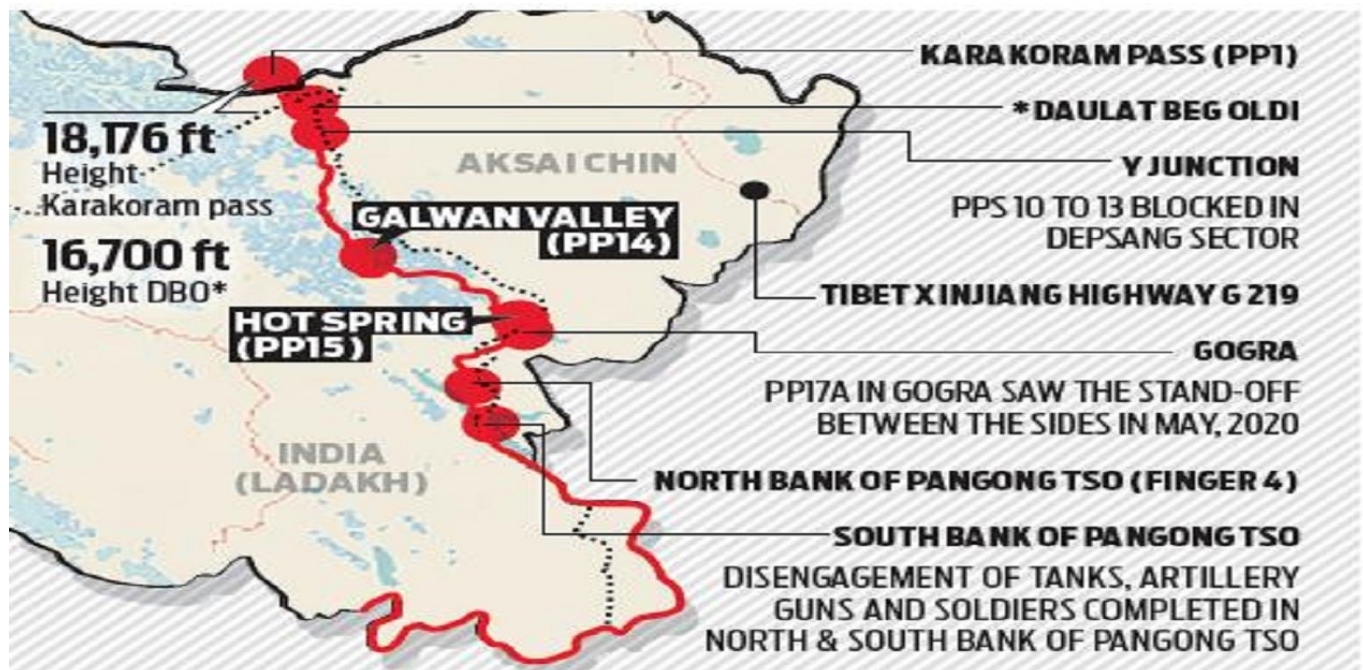 KARAKORAM PASS (PP1)
*DAULAT BEG OLDI
18,176 ft
Height
Karakoram pass
16,700 ft
Height DBO*
AKSAI CHIN
Y JUNCTION
PPS 10 TO 13 BLOCKED IN
DEPSANG SECTOR
GALWAN VALLEY
(PP14)
TIBET XINJIANG HIGHWAY G 219
HOT SPRING
(PP15)
GOGRA
PP17A IN GOGRA SAW THE STAND-OFF
BETWEEN THE SIDES IN MAY, 2020
INDIA
(LADAKH)
NORTH BANK OF PANGONG TSO (FINGER 4)
SOUTH BANK OF PANGONG TSO
DISENGAGEMENT OF TANKS, ARTILLERY
GUNS AND SOLDIERS COMPLETED IN
NORTH & SOUTH BANK OF PANGONG TSO